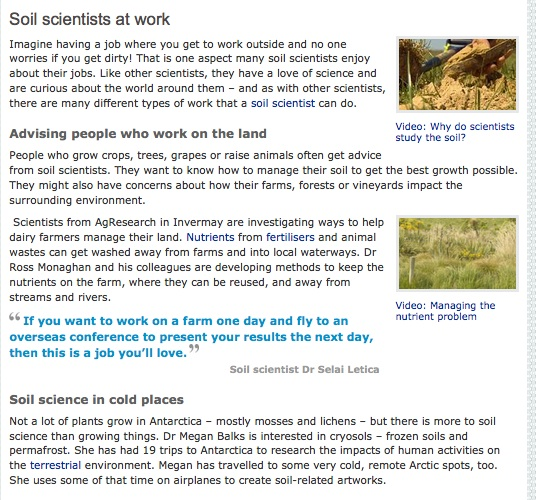 Soil scientists at work
Imagine having a job where you get to work outside and no one
worries if you get dirty! That is one aspect many soil scientists enjoy
about their jobs. Like other scientists, they have a love of science and
are curious about the world around them – and as with other scientists,
there are many different types of work that a soil scientist can do.
Video: Why do scientists
study the soil?
Advising people who work on the land
People who grow crops, trees, grapes or raise animals often get advice
from soil scientists. They want to know how to manage their soil to get the best growth possible.
They might also have concerns about how their farms, forests or vineyards impact the
surrounding environment.
Scientists from AgResearch in Invermay are investigating ways to help
dairy farmers manage their land. Nutrients from fertilisers and animal
wastes can get washed away from farms and into local waterways. Dr
Ross Monaghan and his colleagues are developing methods to keep the
nutrients on the farm, where they can be reused, and away from
streams and rivers.
Video: Managing the
nutrient problem
“If you want to work on a farm one day and fly to an
overseas conference to present your results the next day,
then this is a job you’ll love.”
Soil scientist Dr Selai Letica
Soil science in cold places
Not a lot of plants grow in Antarctica – mostly mosses and lichens – but there is more to soil
science than growing things. Dr Megan Balks is interested in cryosols – frozen soils and
permafrost. She has had 19 trips to Antarctica to research the impacts of human activities on
the terrestrial environment. Megan has travelled to some very cold, remote Arctic spots, too.
She uses some of that time on airplanes to create soil-related artworks.